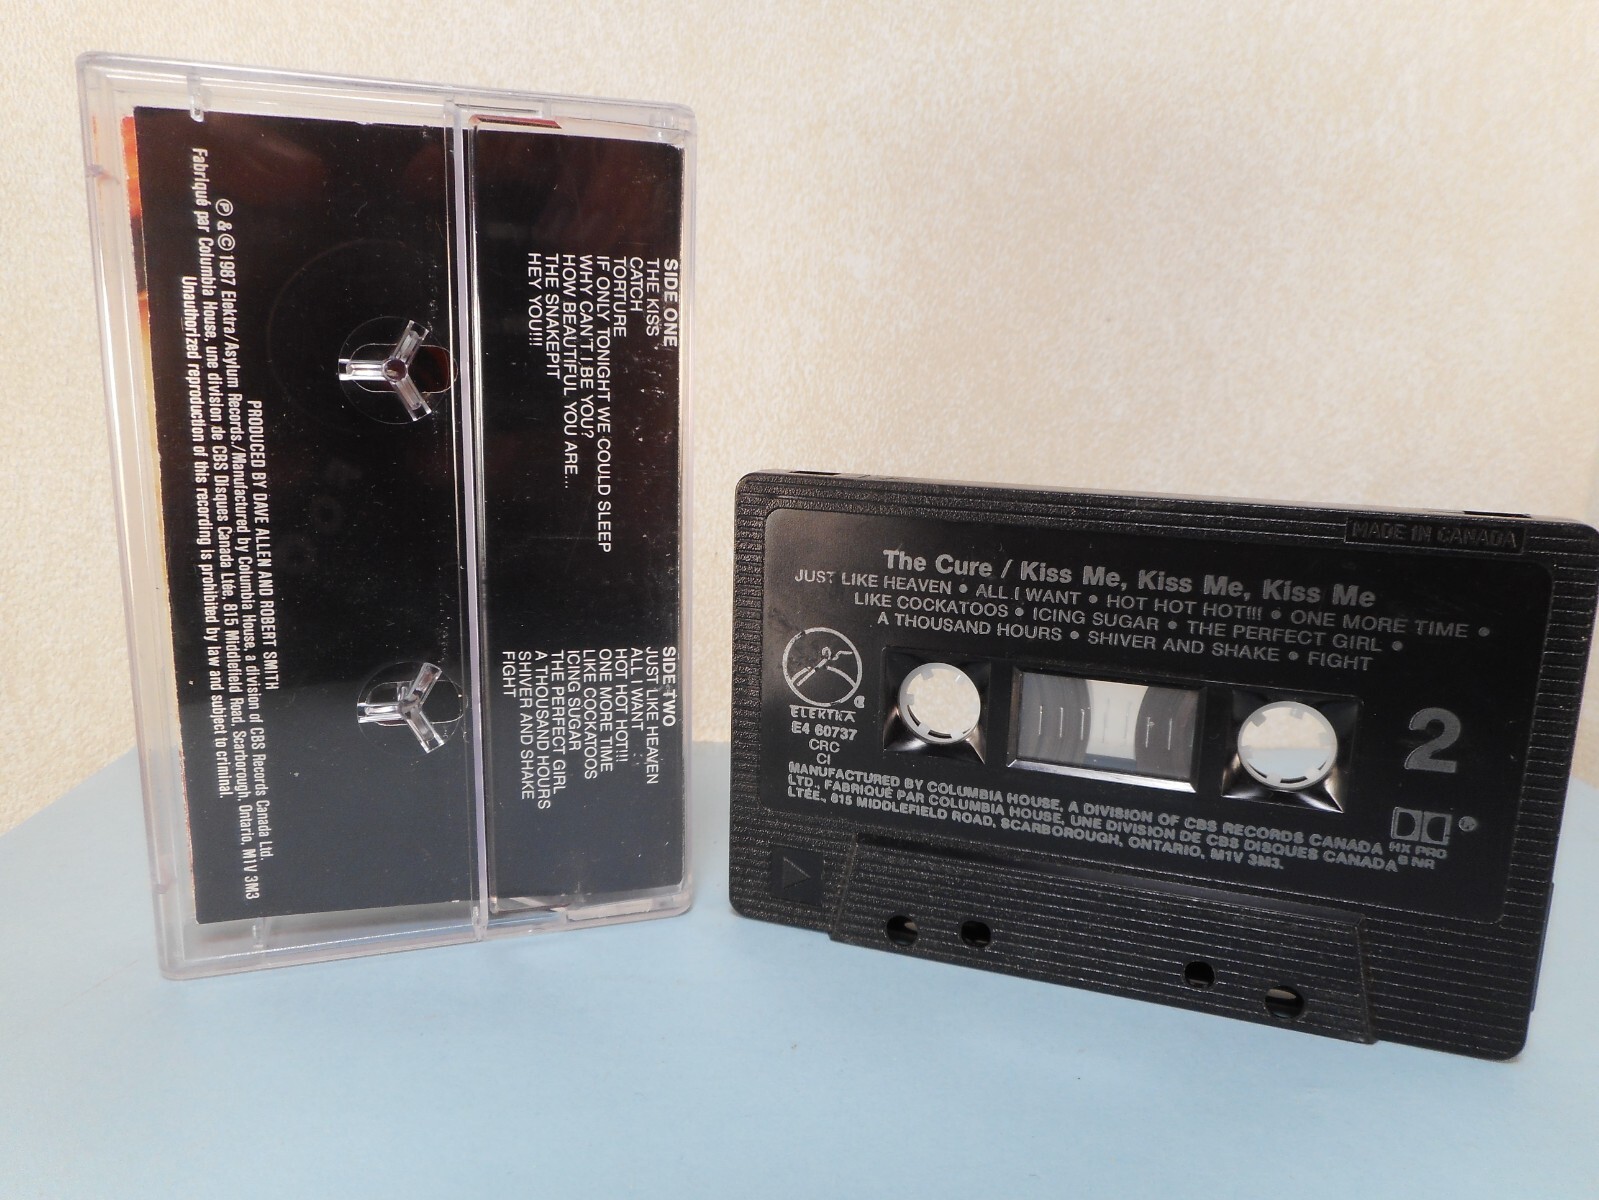 SIDE ONE
THE KISS
CATCH
TORTURE
IF ONLY TONIGHT WE COULD SLEEP
WHY CAN'T I BE YOU?
HOW BEAUTIFUL YOU ARE...
THE SNAKEPIT
HEY YOU!!!
SIDE TWO
JUST LIKE HEAVEN
ALL I WANT
HOT HOT HOT!!!
ONE MORE TIME
LIKE COCKATOOS
ICING SUGAR
THE PERFECT GIRL
A THOUSAND HOURS
SHIVER AND SHAKE
FIGHT
PRODUCED BY DAVE ALLEN AND ROBERT SMITH
℗ & © 1987 Elektra/Asylum Records./Manufactured by Columbia House, a division of CBS Records Canada Ltd.
Fabriqué par Columbia House, une division de CBS Disques Canada Ltée, 815 Middlefield Road, Scarborough, Ontario, M1V 3M3
Unauthorized reproduction of this recording is prohibited by law and subject to criminal.
MADE IN CANADA
The Cure / Kiss Me, Kiss Me, Kiss Me
JUST LIKE HEAVEN • ALL I WANT • HOT HOT HOT!!! • ONE MORE TIME •
LIKE COCKATOOS • ICING SUGAR • THE PERFECT GIRL •
A THOUSAND HOURS • SHIVER AND SHAKE • FIGHT
ELEKTRA ®
E4 60737
CRC
CI
2
MANUFACTURED BY COLUMBIA HOUSE, A DIVISION OF CBS RECORDS CANADA
LTD., FABRIQUÉ PAR COLUMBIA HOUSE, UNE DIVISION DE CBS DISQUES CANADA
LTÉE., 815 MIDDLEFIELD ROAD, SCARBOROUGH, ONTARIO, M1V 3M3.
®
HX PRO
B NR